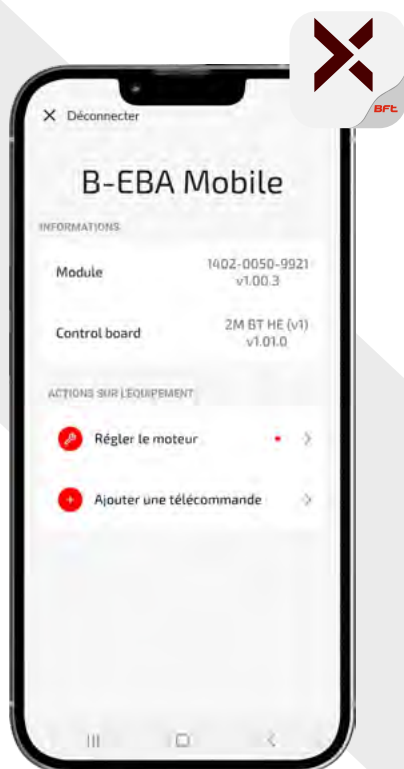 BFT
X Déconnecter
B-EBA Mobile
INFORMATIONS
Module
1402-0050-9921
v1.00.3
Control board
2M BT HE (v1)
v1.01.0
ACTIONS SUR L'ÉQUIPEMENT
Régler le moteur
Ajouter une télécommande